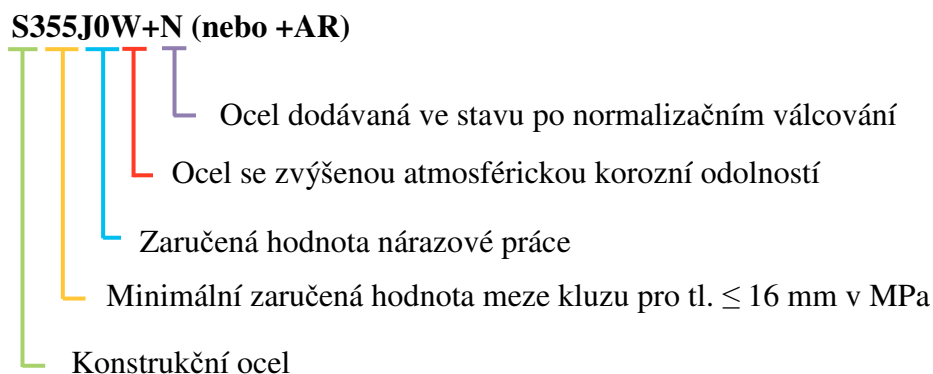 S355J0W+N (nebo +AR)
Ocel dodávaná ve stavu po normalizačním válcování
Ocel se zvýšenou atmosférickou korozní odolností
Zaručená hodnota nárazové práce
Minimální zaručená hodnota meze kluzu pro tl. ≤ 16 mm v MPa
Konstrukční ocel